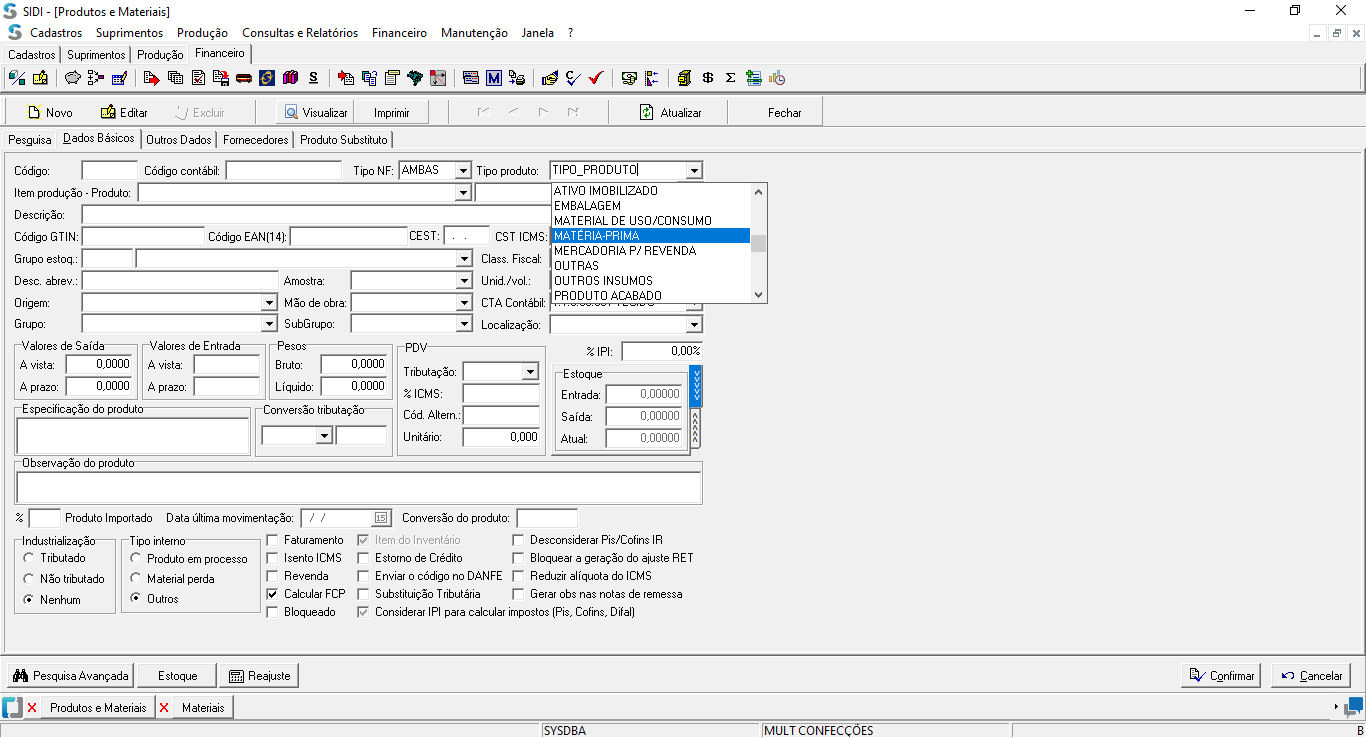 SIDI - [Produtos e Materiais]
Cadastros Suprimentos Produção Consultas e Relatórios Financeiro Manutenção Janela ?
Cadastros Suprimentos Produção Financeiro
Novo Editar Excluir Visualizar Imprimir Atualizar Fechar
Pesquisa Dados Básicos Outros Dados Fornecedores Produto Substituto
Código: Código contábil: Tipo NF: AMBAS Tipo produto: TIPO_PRODUTO
Item produção - Produto:
ATIVO IMOBILIZADO
EMBALAGEM
MATERIAL DE USO/CONSUMO
MATÉRIA-PRIMA
MERCADORIA P/ REVENDA
OUTRAS
OUTROS INSUMOS
PRODUTO ACABADO
Descrição:
Código GTIN: Código EAN(14): CEST: . . CST ICMS:
Grupo estoq.: Class. Fiscal:
Desc. abrev.: Amostra: Unid./vol.:
Origem: Mão de obra: CTA Contábil:
Grupo: SubGrupo: Localização:
Valores de Saída Valores de Entrada Pesos PDV % IPI: 0,00%
A vista: 0,0000 A vista: Bruto: 0,0000 Tributação: Estoque
A prazo: 0,0000 A prazo: Líquido: 0,0000 % ICMS: Entrada: 0,00000
Especificação do produto Conversão tributação Cód. Altern.: Saída: 0,00000
Unitário: 0,000 Atual: 0,00000
Observação do produto
% Produto Importado Data última movimentação: / / 15 Conversão do produto:
Industrialização Tipo interno Faturamento Item do Inventário Desconsiderar Pis/Cofins IR
Tributado Produto em processo Isento ICMS Estorno de Crédito Bloquear a geração do ajuste RET
Não tributado Material perda Revenda Enviar o código no DANFE Reduzir alíquota do ICMS
Nenhum Outros Calcular FCP Substituição Tributária Gerar obs nas notas de remessa
Bloqueado Considerar IPI para calcular impostos (Pis, Cofins, Difal)
Pesquisa Avançada Estoque Reajuste Confirmar Cancelar
Produtos e Materiais Materiais
SYSDBA MULT CONFECÇÕES B